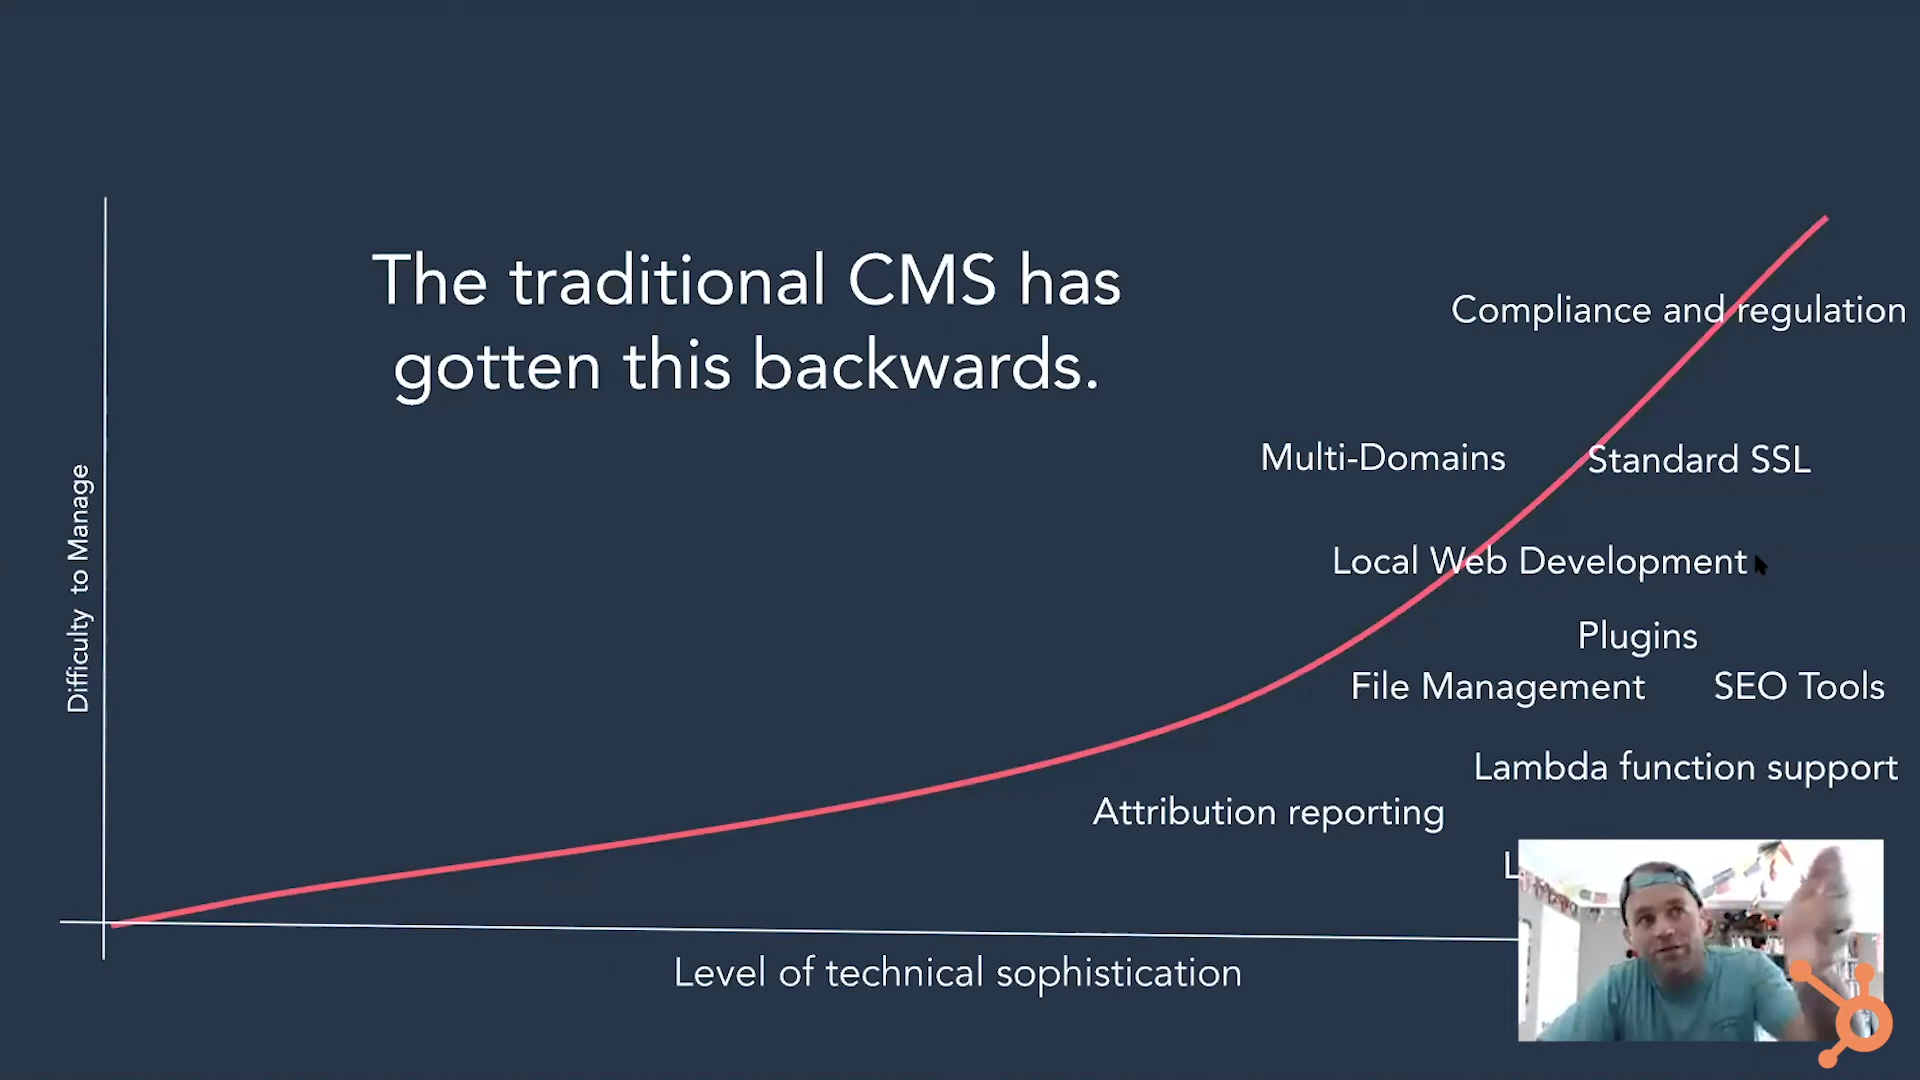 The traditional CMS has
gotten this backwards.
Compliance and regulation
Multi-Domains
Standard SSL
Local Web Development
Plugins
File Management
SEO Tools
Lambda function support
Attribution reporting
Difficulty to Manage
Level of technical sophistication